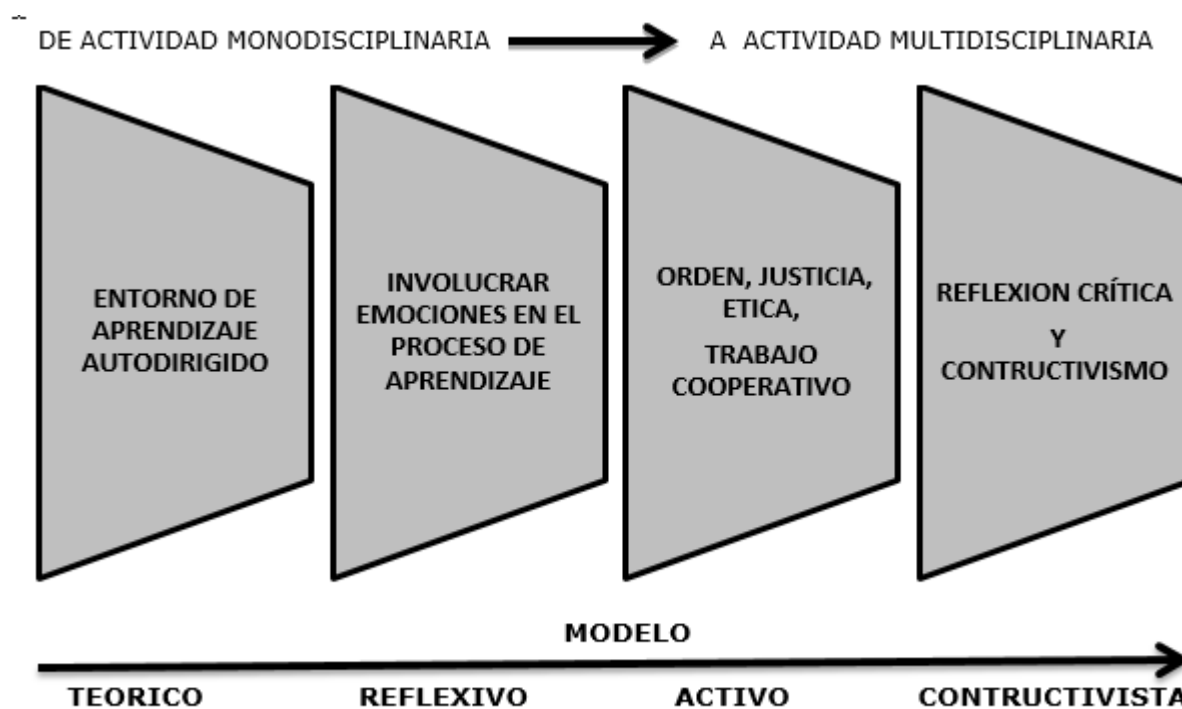 DE ACTIVIDAD MONODISCIPLINARIA A ACTIVIDAD MULTIDISCIPLINARIA
ENTORNO DE
APRENDIZAJE
AUTODIRIGIDO
INVOLUCRAR
EMOCIONES EN EL
PROCESO DE
APRENDIZAJE
ORDEN, JUSTICIA,
ETICA,
TRABAJO
COOPERATIVO
REFLEXION CRÍTICA
Y
CONTRUCTIVISMO
MODELO
TEORICO REFLEXIVO ACTIVO CONTRUCTIVISTA